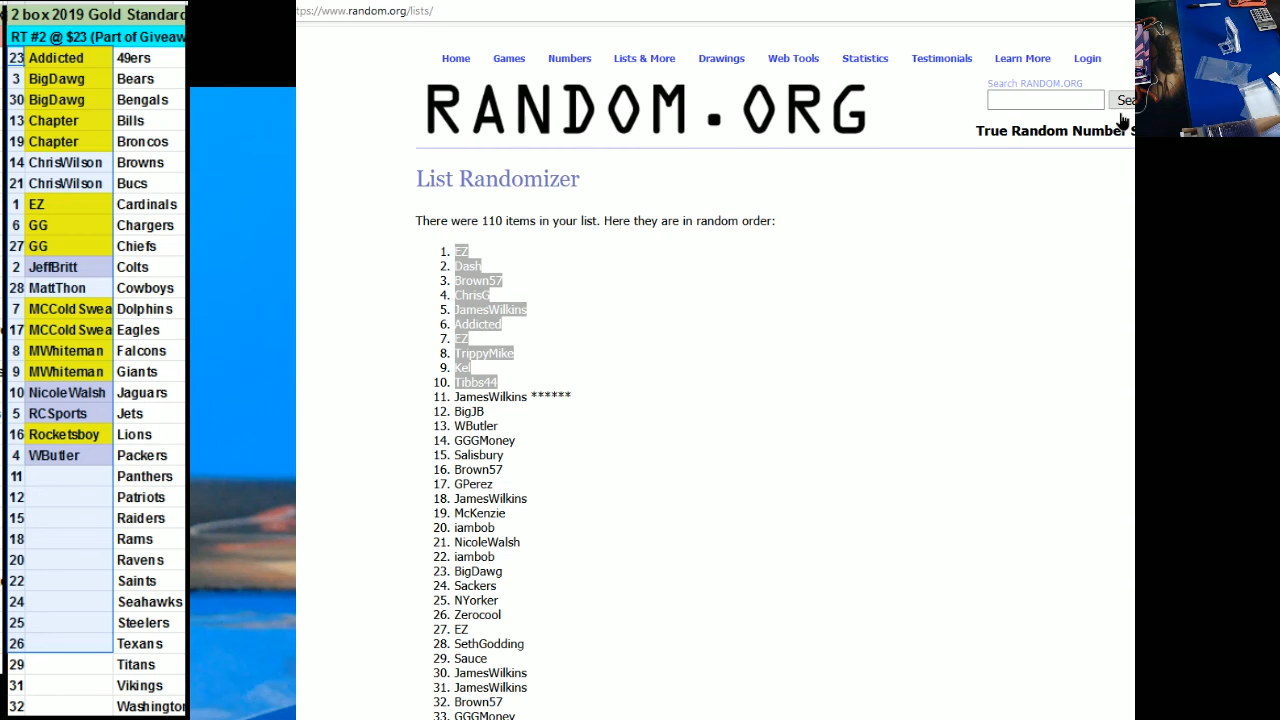 2 box 2019 Gold Standard
RT #2 @ $23 (Part of Giveaw
23 Addicted 49ers
3 BigDawg Bears
30 BigDawg Bengals
13 Chapter Bills
19 Chapter Broncos
14 ChrisWilson Browns
21 ChrisWilson Bucs
1 EZ Cardinals
6 GG Chargers
27 GG Chiefs
2 JeffBritt Colts
28 MattThon Cowboys
7 MCCold Swea Dolphins
17 MCCold Swea Eagles
8 MWhiteman Falcons
9 MWhiteman Giants
10 NicoleWalsh Jaguars
5 RCSports Jets
16 Rocketsboy Lions
4 WButler Packers
11 Panthers
12 Patriots
15 Raiders
18 Rams
20 Ravens
22 Saints
24 Seahawks
25 Steelers
26 Texans
29 Titans
31 Vikings
32 Washington
tps://www.random.org/lists/
Home Games Numbers Lists & More Drawings Web Tools Statistics Testimonials Learn More Login
RANDOM.ORG
Search RANDOM.ORG
Sea
True Random Number S
List Randomizer
There were 110 items in your list. Here they are in random order:
1. EZ
2. Dash
3. Brown57
4. ChrisG
5. JamesWilkins
6. Addicted
7. EZ
8. TrippyMike
9. Kel
10. Tibbs44
11. JamesWilkins ******
12. BigJB
13. WButler
14. GGGMoney
15. Salisbury
16. Brown57
17. GPerez
18. JamesWilkins
19. McKenzie
20. iambob
21. NicoleWalsh
22. iambob
23. BigDawg
24. Sackers
25. NYorker
26. Zerocool
27. EZ
28. SethGodding
29. Sauce
30. JamesWilkins
31. JamesWilkins
32. Brown57
33. GGGMoney